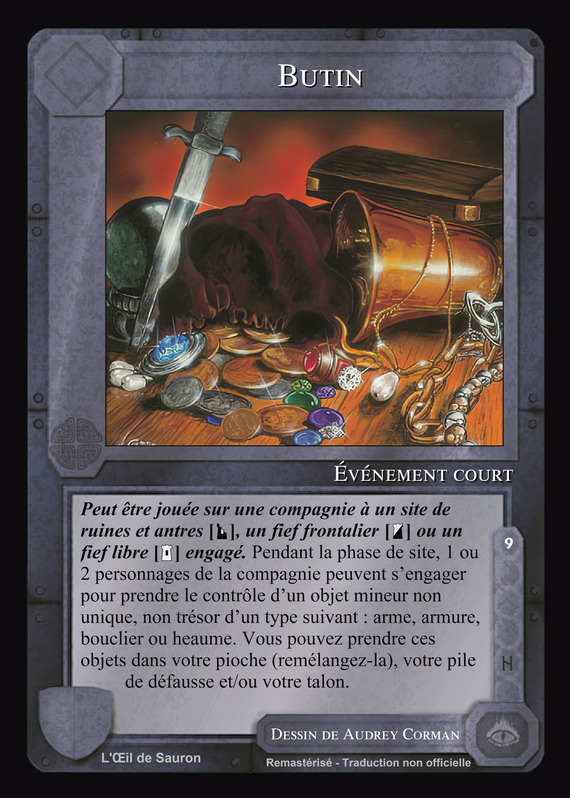 Butin
Événement court
Peut être jouée sur une compagnie à un site de
ruines et antres [], un fief frontalier [] ou un
fief libre [] engagé. Pendant la phase de site, 1 ou
2 personnages de la compagnie peuvent s’engager
pour prendre le contrôle d’un objet mineur non
unique, non trésor d’un type suivant : arme, armure,
bouclier ou heaume. Vous pouvez prendre ces
objets dans votre pioche (remélangez-la), votre pile
de défausse et/ou votre talon.
9
Dessin de Audrey Corman
L'Œil de Sauron
Remastérisé - Traduction non officielle